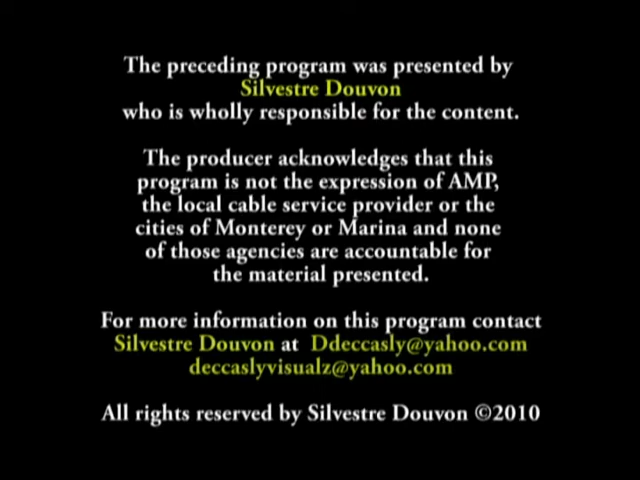 The preceding program was presented by
Silvestre Douvon
who is wholly responsible for the content.
The producer acknowledges that this
program is not the expression of AMP,
the local cable service provider or the
cities of Monterey or Marina and none
of those agencies are accountable for
the material presented.
For more information on this program contact
Silvestre Douvon at Ddeccasly@yahoo.com
deccaslyvisualz@yahoo.com
All rights reserved by Silvestre Douvon ©2010